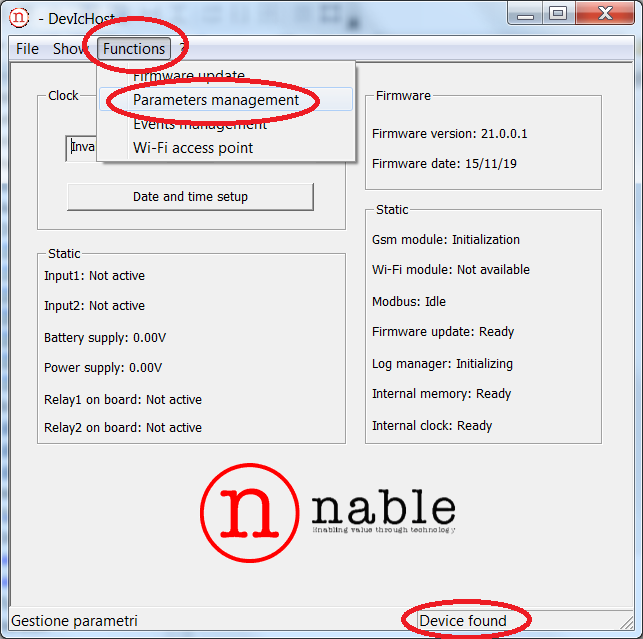 n - DevIcHost
File Show Functions ?
Firmware update
Parameters management
Events management
Wi-Fi access point
Clock
Inva
Date and time setup
Firmware
Firmware version: 21.0.0.1
Firmware date: 15/11/19
Static
Input1: Not active
Input2: Not active
Battery supply: 0.00V
Power supply: 0.00V
Relay1 on board: Not active
Relay2 on board: Not active
Static
Gsm module: Initialization
Wi-Fi module: Not available
Modbus: Idle
Firmware update: Ready
Log manager: Initializing
Internal memory: Ready
Internal clock: Ready
n nable
Enabling value through technology
Gestione parametri
Device found